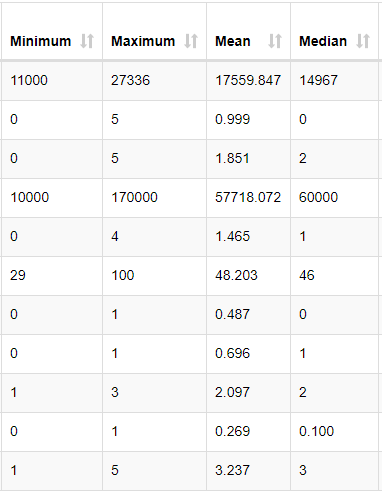 Minimum Maximum Mean Median
11000 27336 17559.847 14967
0 5 0.999 0
0 5 1.851 2
10000 170000 57718.072 60000
0 4 1.465 1
29 100 48.203 46
0 1 0.487 0
0 1 0.696 1
1 3 2.097 2
0 1 0.269 0.100
1 5 3.237 3